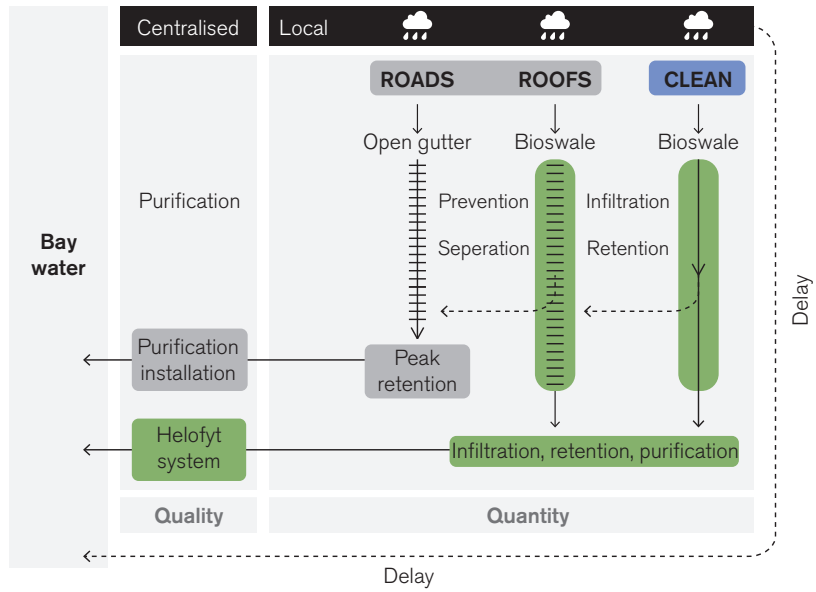 Centralised
Local
ROADS
ROOFS
CLEAN
Open gutter
Bioswale
Bioswale
Purification
Prevention
Infiltration
Bay
water
Seperation
Retention
Delay
Purification
installation
Peak
retention
Helofyt
system
Infiltration, retention, purification
Quality
Quantity
Delay